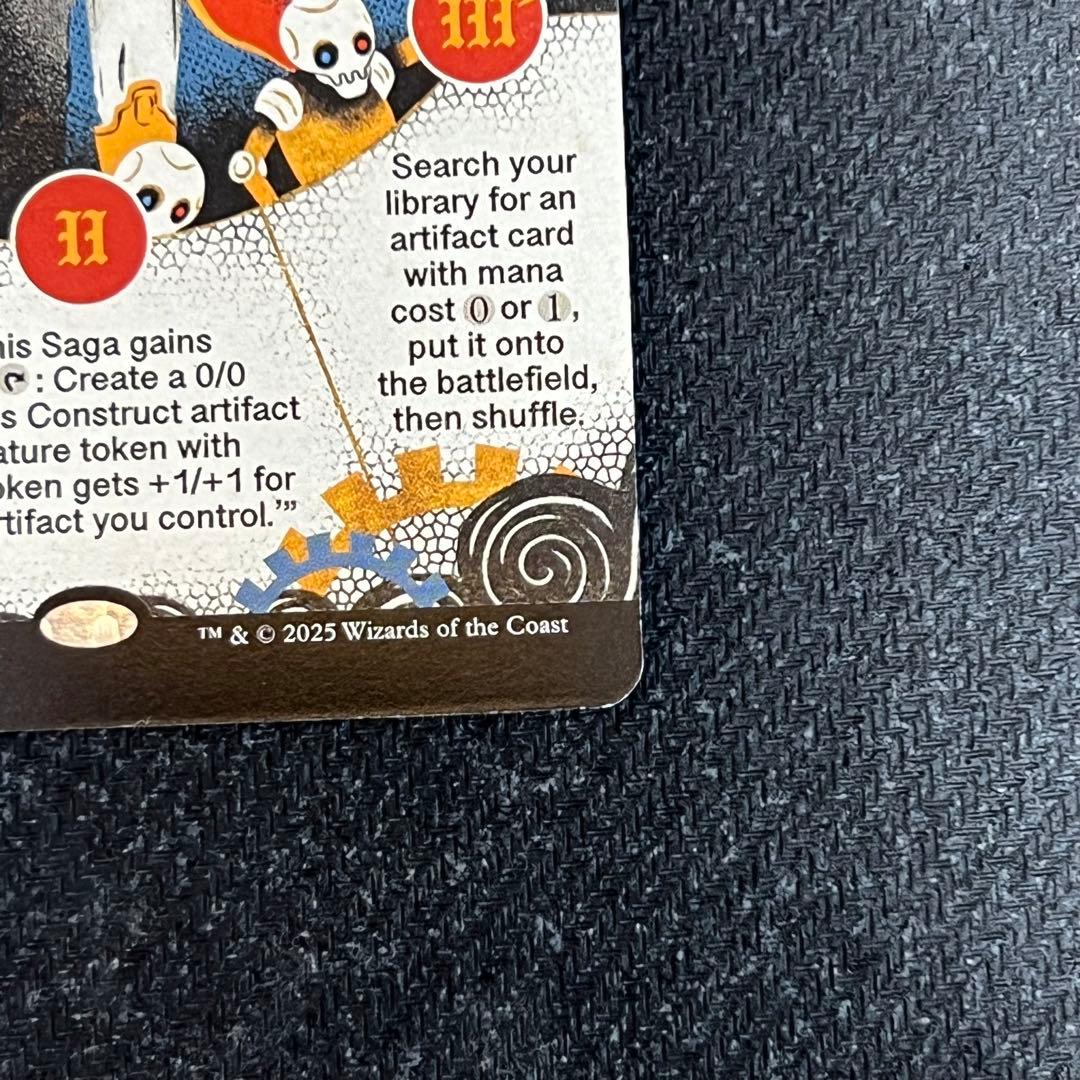 III
Search your
library for an
artifact card
with mana
cost 0 or 1,
put it onto
the battlefield,
then shuffle.
II
his Saga gains
: Create a 0/0
s Construct artifact
ature token with
oken gets +1/+1 for
rtifact you control.’”
™ & © 2025 Wizards of the Coast